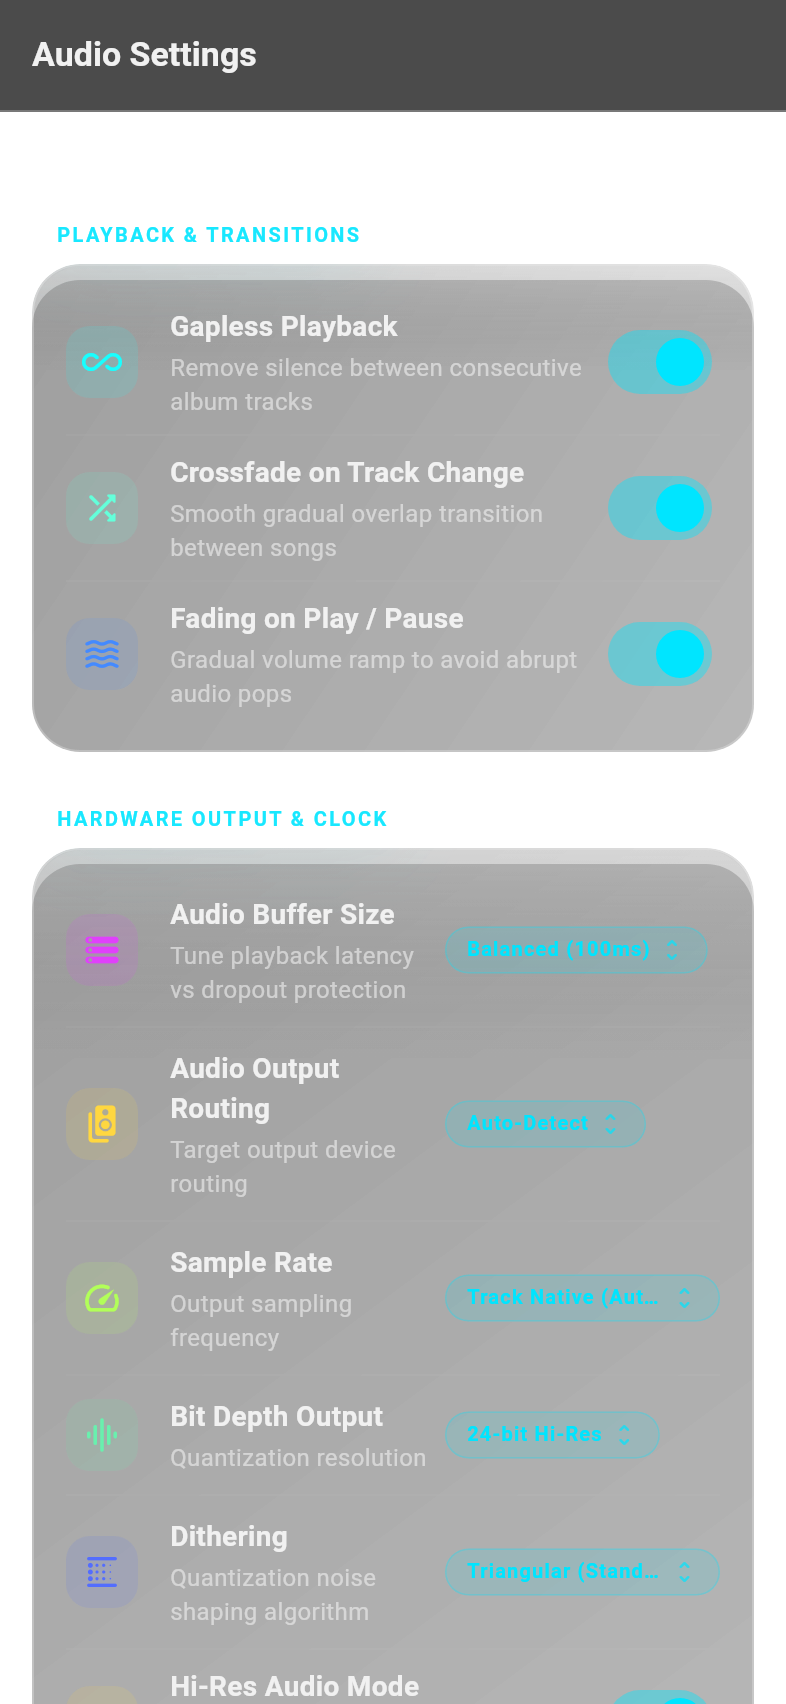 Audio Settings
PLAYBACK & TRANSITIONS
Gapless Playback
Remove silence between consecutive
album tracks
Crossfade on Track Change
Smooth gradual overlap transition
between songs
Fading on Play / Pause
Gradual volume ramp to avoid abrupt
audio pops
HARDWARE OUTPUT & CLOCK
Audio Buffer Size
Tune playback latency
vs dropout protection
Balanced (100ms)
Audio Output
Routing
Target output device
routing
Auto-Detect
Sample Rate
Output sampling
frequency
Track Native (Aut...
Bit Depth Output
Quantization resolution
24-bit Hi-Res
Dithering
Quantization noise
shaping algorithm
Triangular (Stand...
Hi-Res Audio Mode